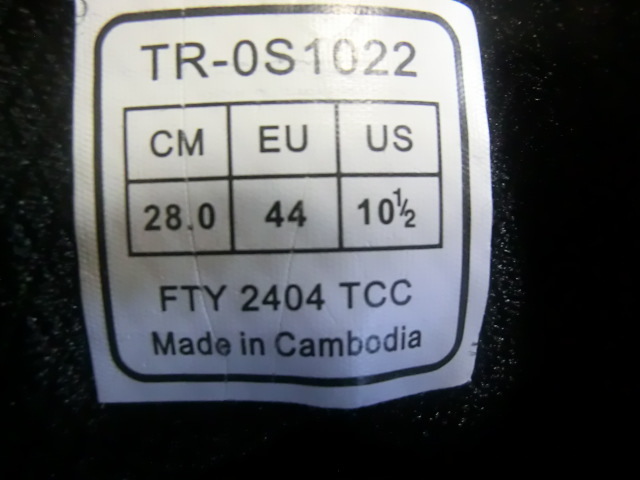 TR-0S1022
CM EU US
28.0 44 10½
FTY 2404 TCC
Made in Cambodia